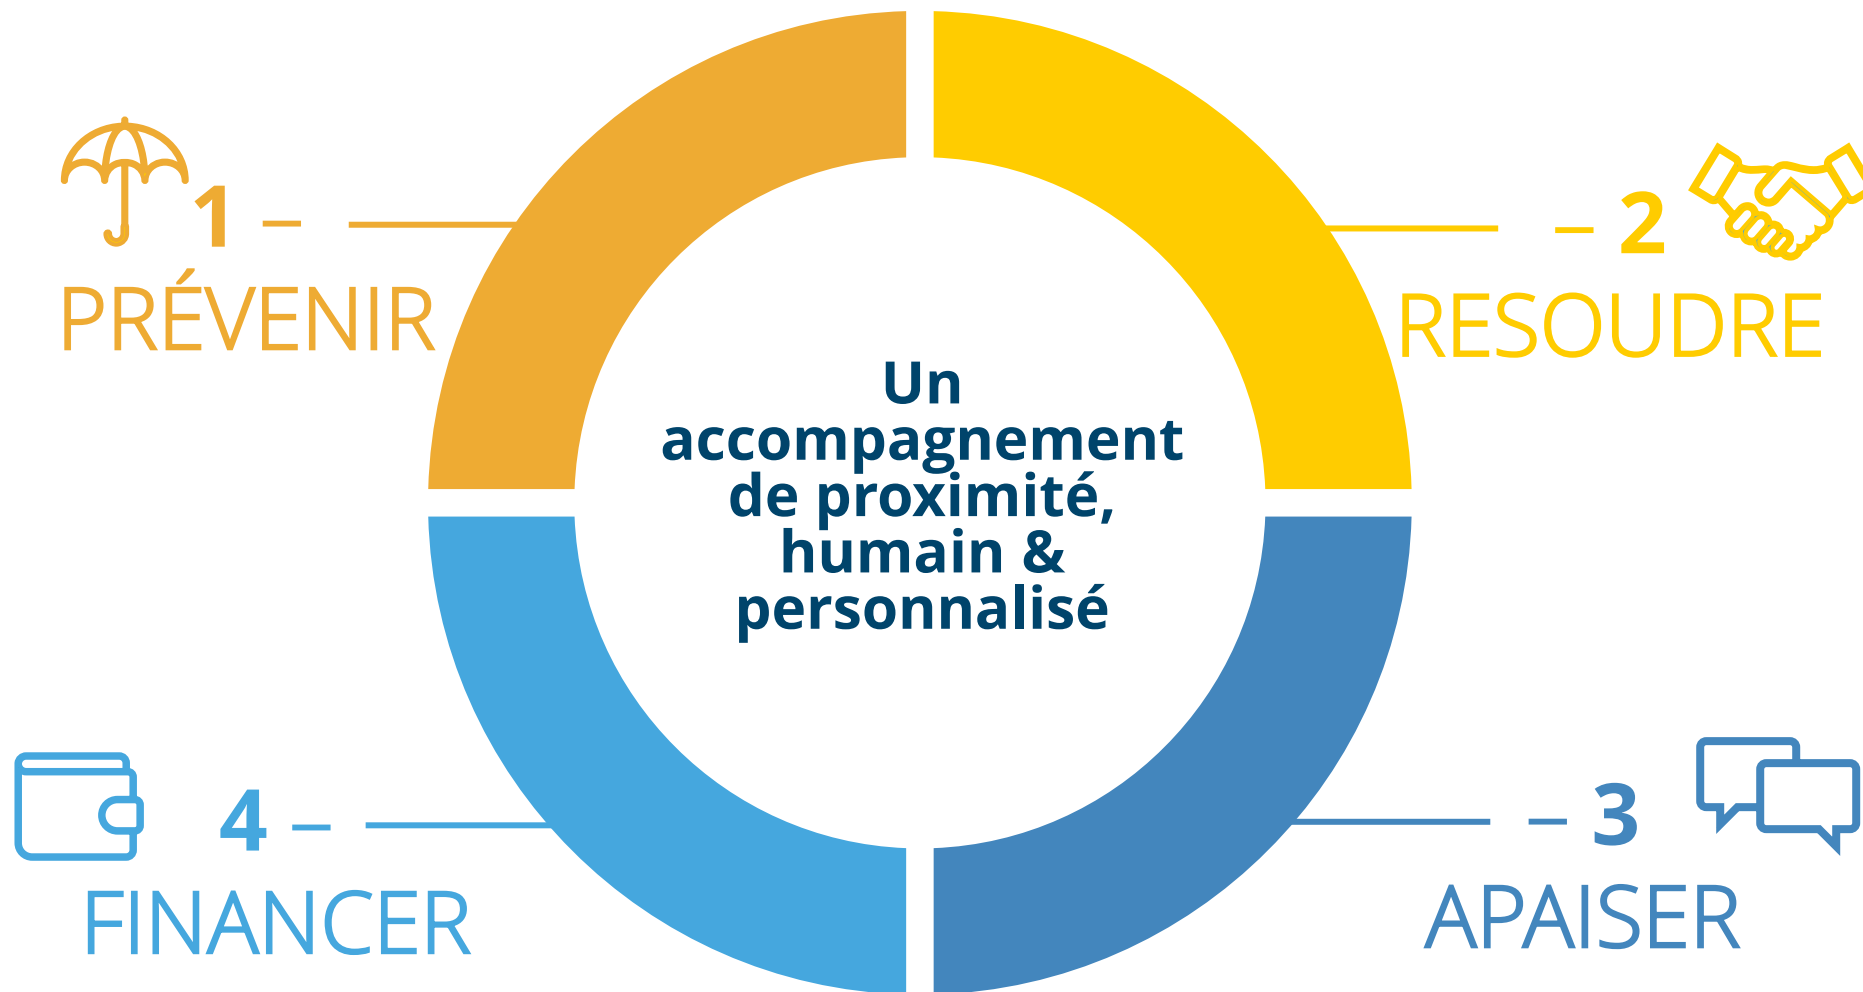 1 –
PRÉVENIR
– 2
RESOUDRE
Un
accompagnement
de proximité,
humain &
personnalisé
– 3
APAISER
4 –
FINANCER